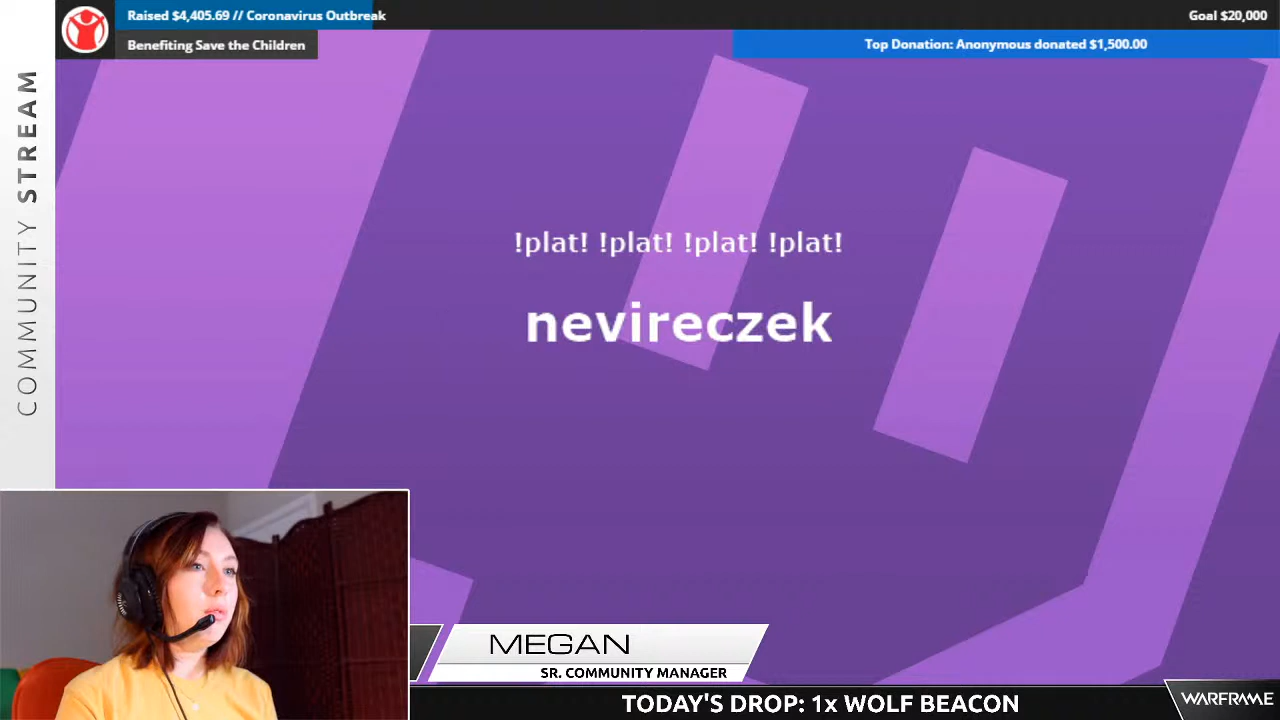 Raised $4,405.69 // Coronavirus Outbreak
Goal $20,000
Benefiting Save the Children
Top Donation: Anonymous donated $1,500.00
COMMUNITY STREAM
!plat! !plat! !plat! !plat!
nevireczek
MEGAN
SR. COMMUNITY MANAGER
TODAY'S DROP: 1x WOLF BEACON
WARFRAME